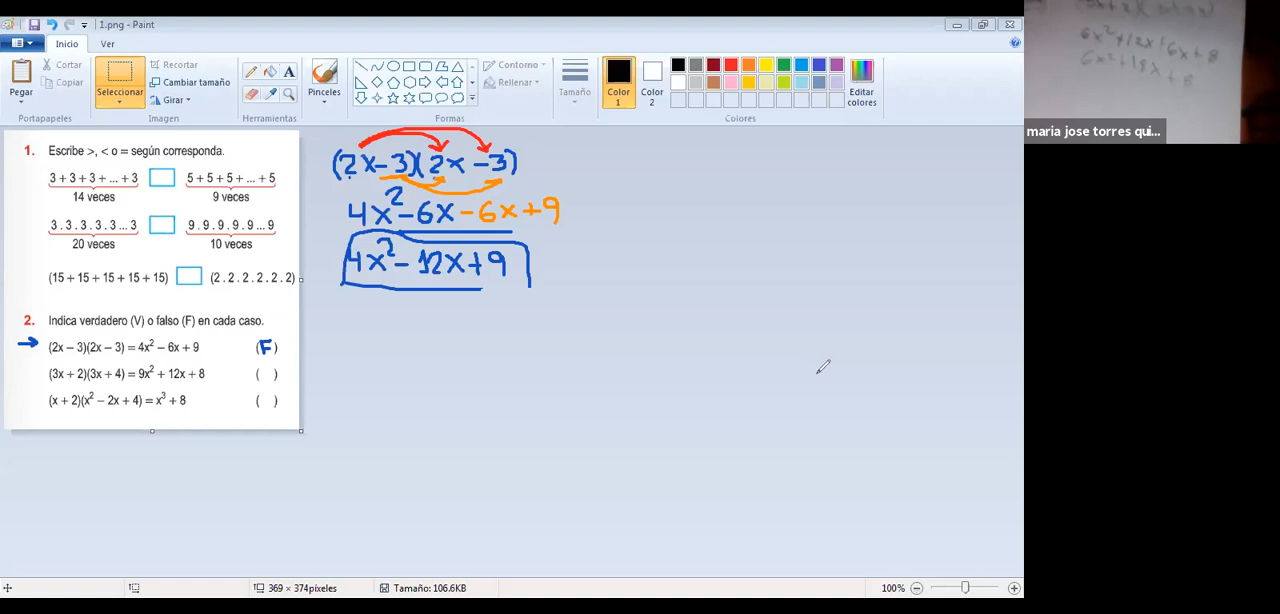 1.png - Paint
Inicio
Ver
Pegar
Cortar
Copiar
Portapapeles
Seleccionar
Recortar
Cambiar tamaño
Girar
Imagen
Herramientas
Pinceles
Contorno
Rellenar
Formas
Tamaño
Color 1
Color 2
Editar colores
Colores
1. Escribe >, < o = según corresponda.
3 + 3 + 3 + ... + 3 5 + 5 + 5 + ... + 5
14 veces 9 veces
3 . 3 . 3 . 3 . 3 ... 3 9 . 9 . 9 . 9 . 9 ... 9
20 veces 10 veces
(15 + 15 + 15 + 15 + 15) (2 . 2 . 2 . 2 . 2 . 2)
2. Indica verdadero (V) o falso (F) en cada caso.
(2x – 3)(2x – 3) = 4x² – 6x + 9 (F)
(3x + 2)(3x + 4) = 9x² + 12x + 8 ( )
(x + 2)(x² – 2x + 4) = x³ + 8 ( )
(2x - 3)(2x - 3)
4x² - 6x - 6x + 9
4x² - 12x + 9
6x² + 12x + 6x + 8
6x² + 18x + 8
maria jose torres qui...
369 × 374píxeles
Tamaño: 106.6KB
100%